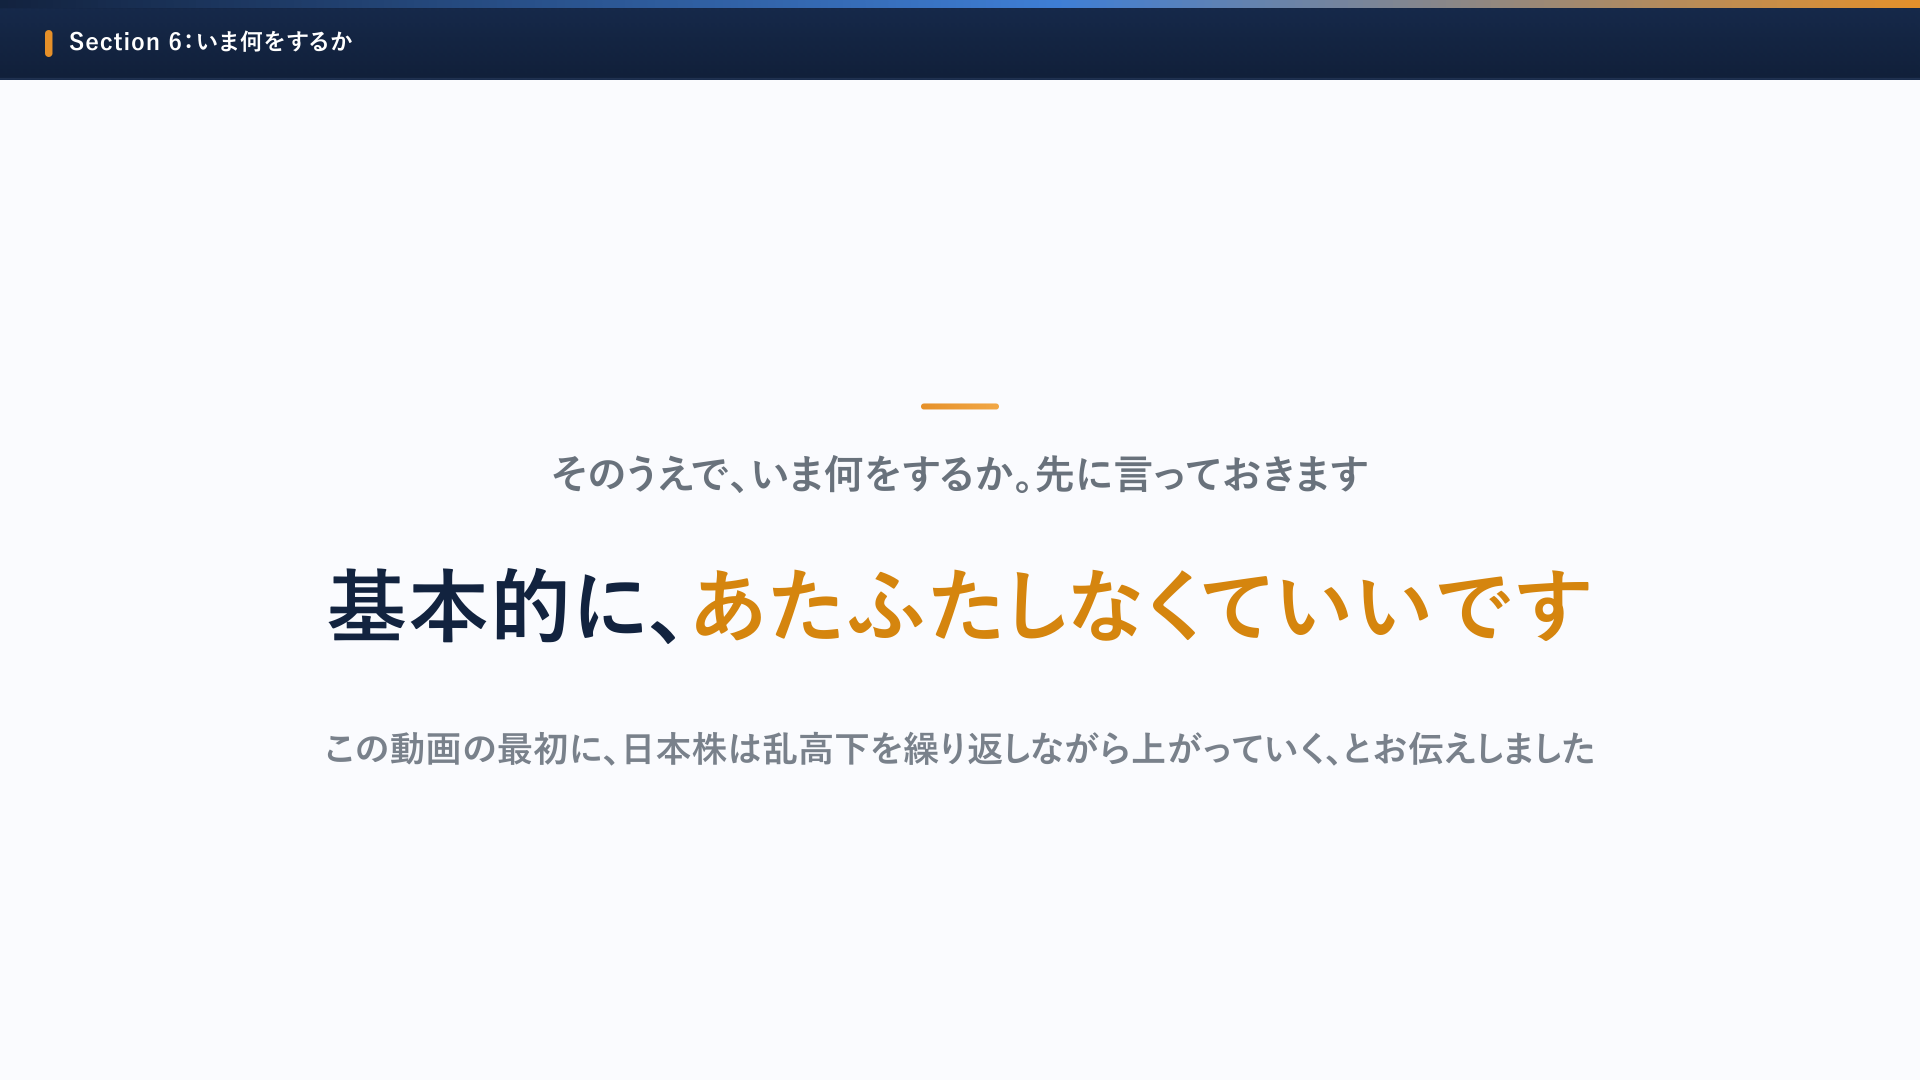 Section 6：いま何をするか
そのうえで、いま何をするか。先に言っておきます
基本的に、あたふたしなくていいです
この動画の最初に、日本株は乱高下を繰り返しながら上がっていく、とお伝えしました